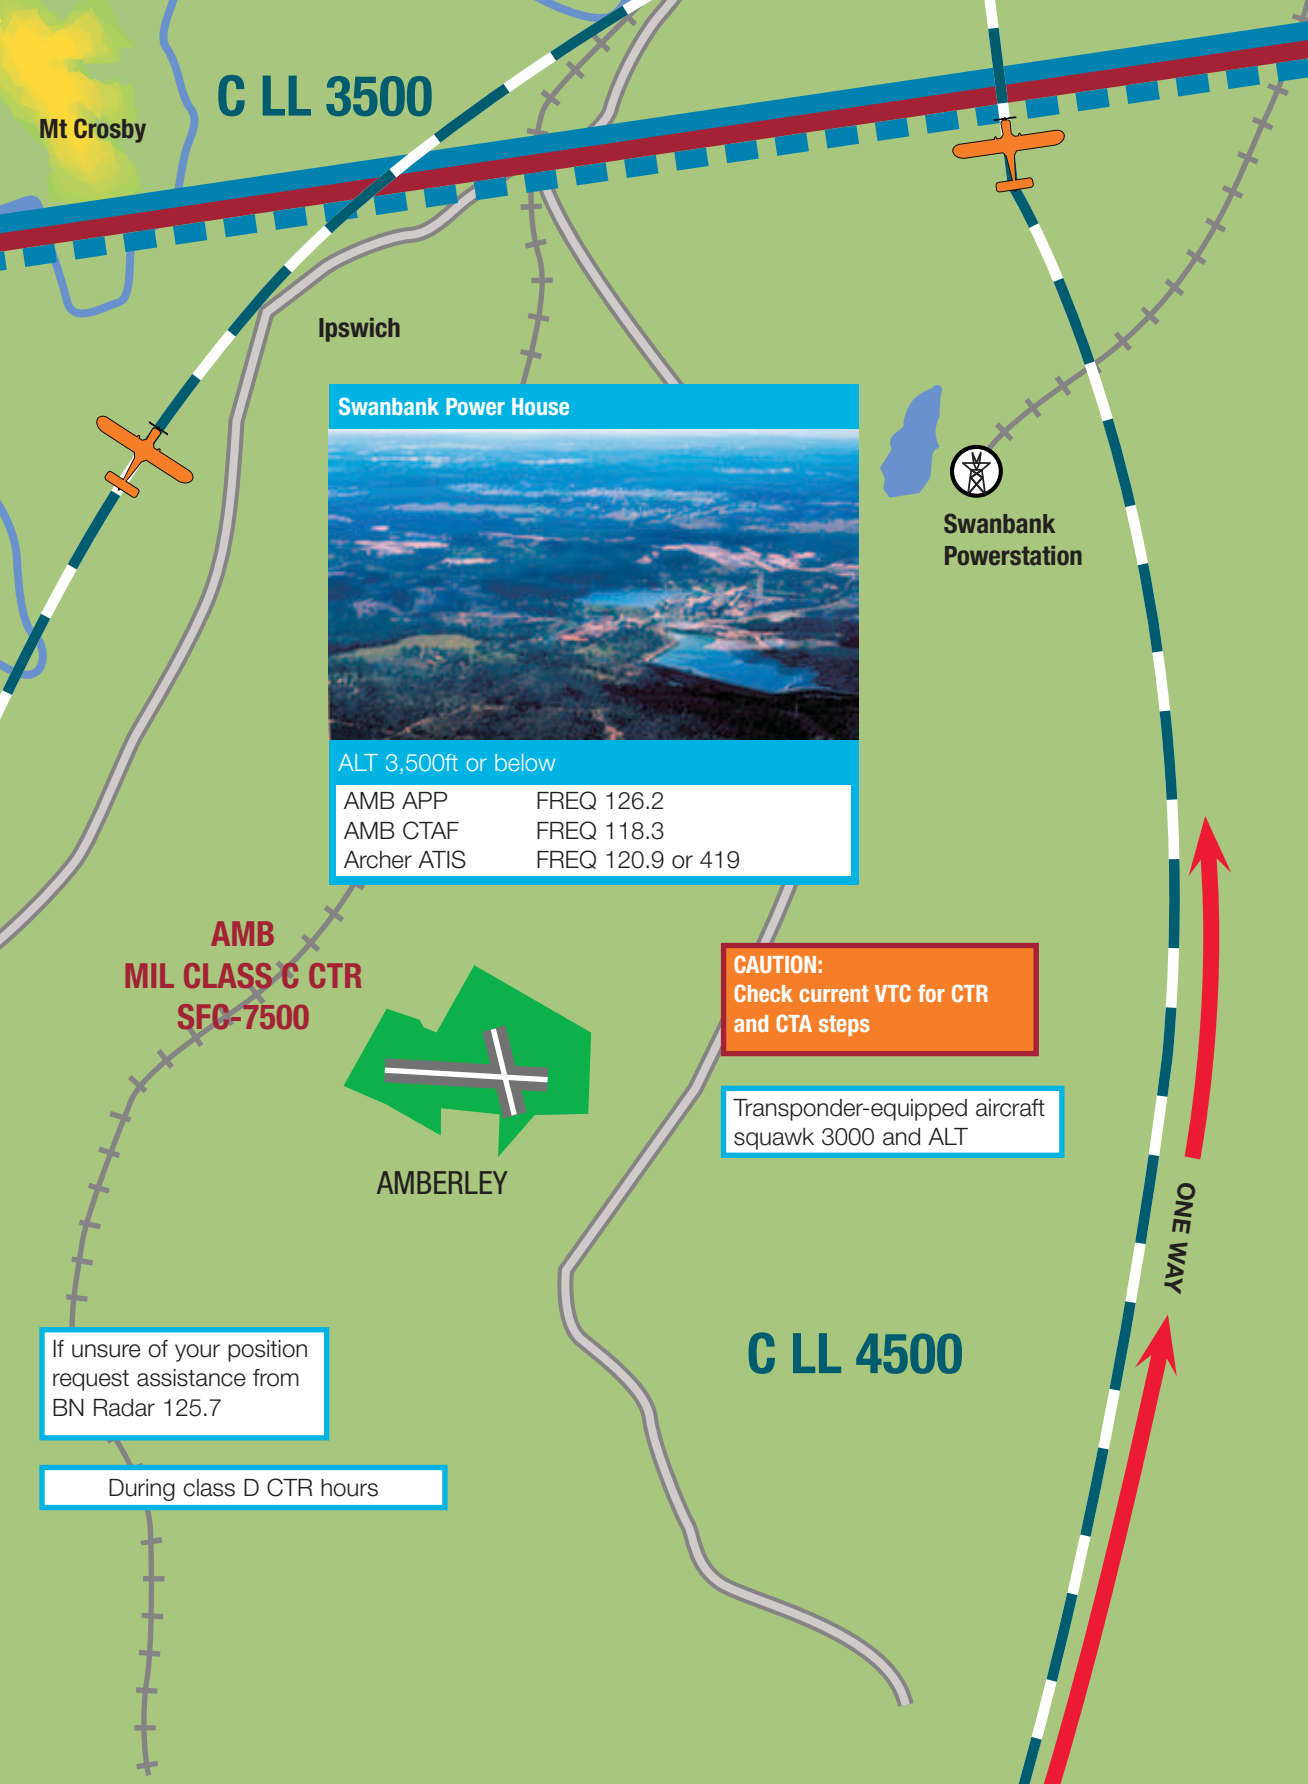 C LL 3500
Mt Crosby
Ipswich
Swanbank Power House
Swanbank
Powerstation
ALT 3,500ft or below
AMB APP FREQ 126.2
AMB CTAF FREQ 118.3
Archer ATIS FREQ 120.9 or 419
AMB
MIL CLASS C CTR
SFC-7500
CAUTION:
Check current VTC for CTR
and CTA steps
Transponder-equipped aircraft
squawk 3000 and ALT
AMBERLEY
ONE WAY
C LL 4500
If unsure of your position
request assistance from
BN Radar 125.7
During class D CTR hours